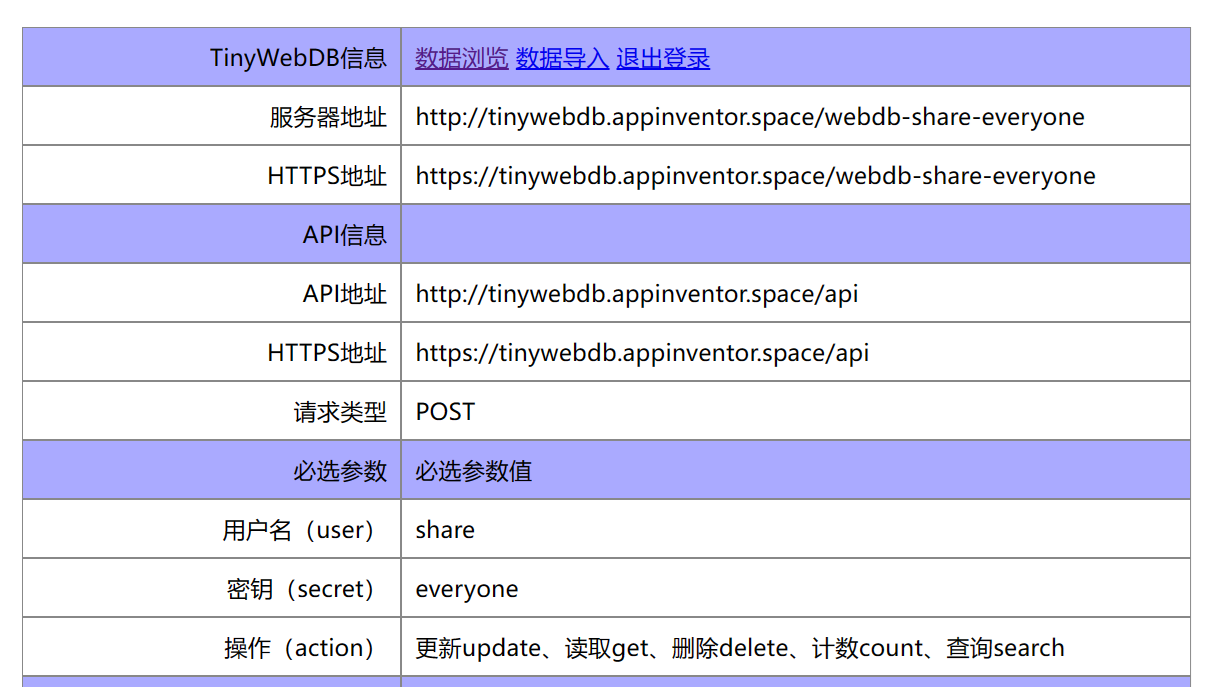 TinyWebDB信息 数据浏览 数据导入 退出登录
服务器地址 http://tinywebdb.appinventor.space/webdb-share-everyone
HTTPS地址 https://tinywebdb.appinventor.space/webdb-share-everyone
API信息
API地址 http://tinywebdb.appinventor.space/api
HTTPS地址 https://tinywebdb.appinventor.space/api
请求类型 POST
必选参数 必选参数值
用户名（user） share
密钥（secret） everyone
操作（action） 更新update、读取get、删除delete、计数count、查询search